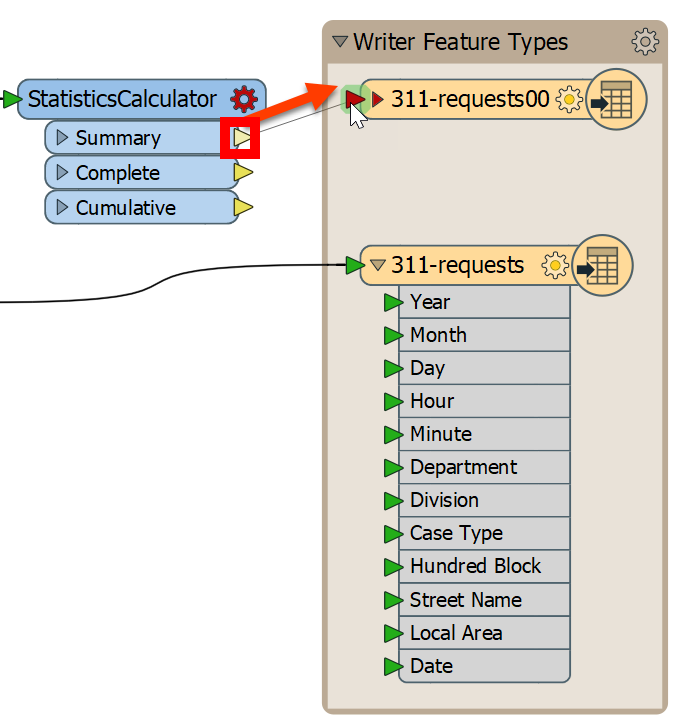 Writer Feature Types
StatisticsCalculator
311-requests00
Summary
Complete
Cumulative
311-requests
Year
Month
Day
Hour
Minute
Department
Division
Case Type
Hundred Block
Street Name
Local Area
Date